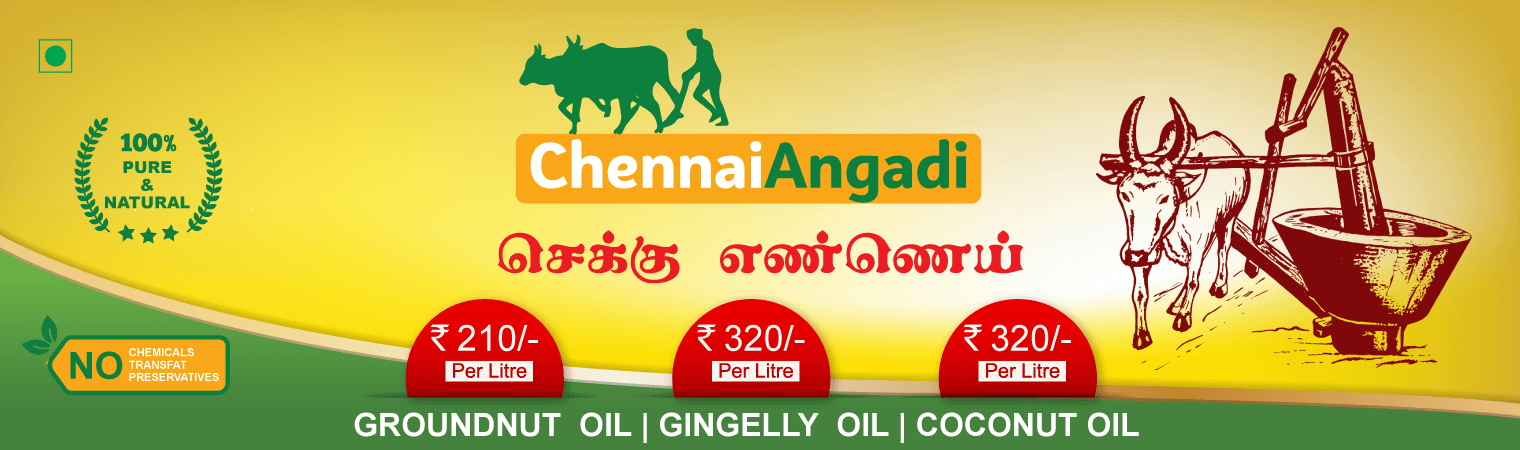 100%
PURE
&
NATURAL
ChennaiAngadi
செக்கு எண்ணெய்
NO
CHEMICALS
TRANSFAT
PRESERVATIVES
₹ 210/-
Per Litre
₹ 320/-
Per Litre
₹ 320/-
Per Litre
GROUNDNUT OIL | GINGELLY OIL | COCONUT OIL